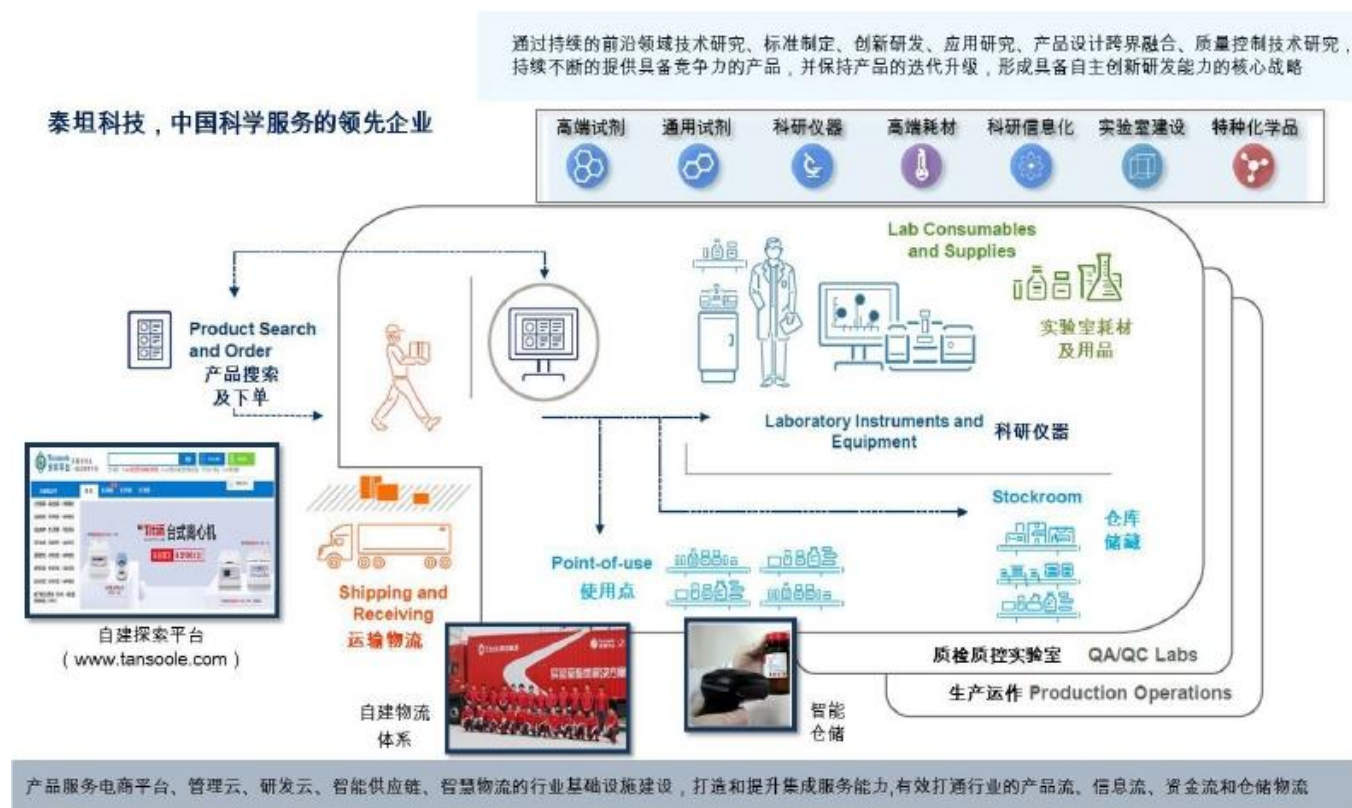 通过持续的前沿领域技术研究、标准制定、创新研发、应用研究、产品设计跨界融合、质量控制技术研究，
持续不断的提供具备竞争力的产品，并保持产品的迭代升级，形成具备自主创新研发能力的核心战略
泰坦科技，中国科学服务的领先企业
高端试剂 通用试剂 科研仪器 高端耗材 科研信息化 实验室建设 特种化学品
Lab Consumables
and Supplies
实验室耗材
及用品
Product Search
and Order
产品搜索
及下单
Laboratory Instruments and
Equipment
科研仪器
Tansoole
台式离心机
Stockroom
仓库
储藏
Point-of-use
使用点
Shipping and
Receiving
运输物流
自建探索平台
（www.tansoole.com）
质检质控实验室 QA/QC Labs
生产运作 Production Operations
自建物流
体系
智能
仓储
产品服务电商平台、管理云、研发云、智能供应链、智慧物流的行业基础设施建设，打造和提升集成服务能力,有效打通行业的产品流、信息流、资金流和仓储物流